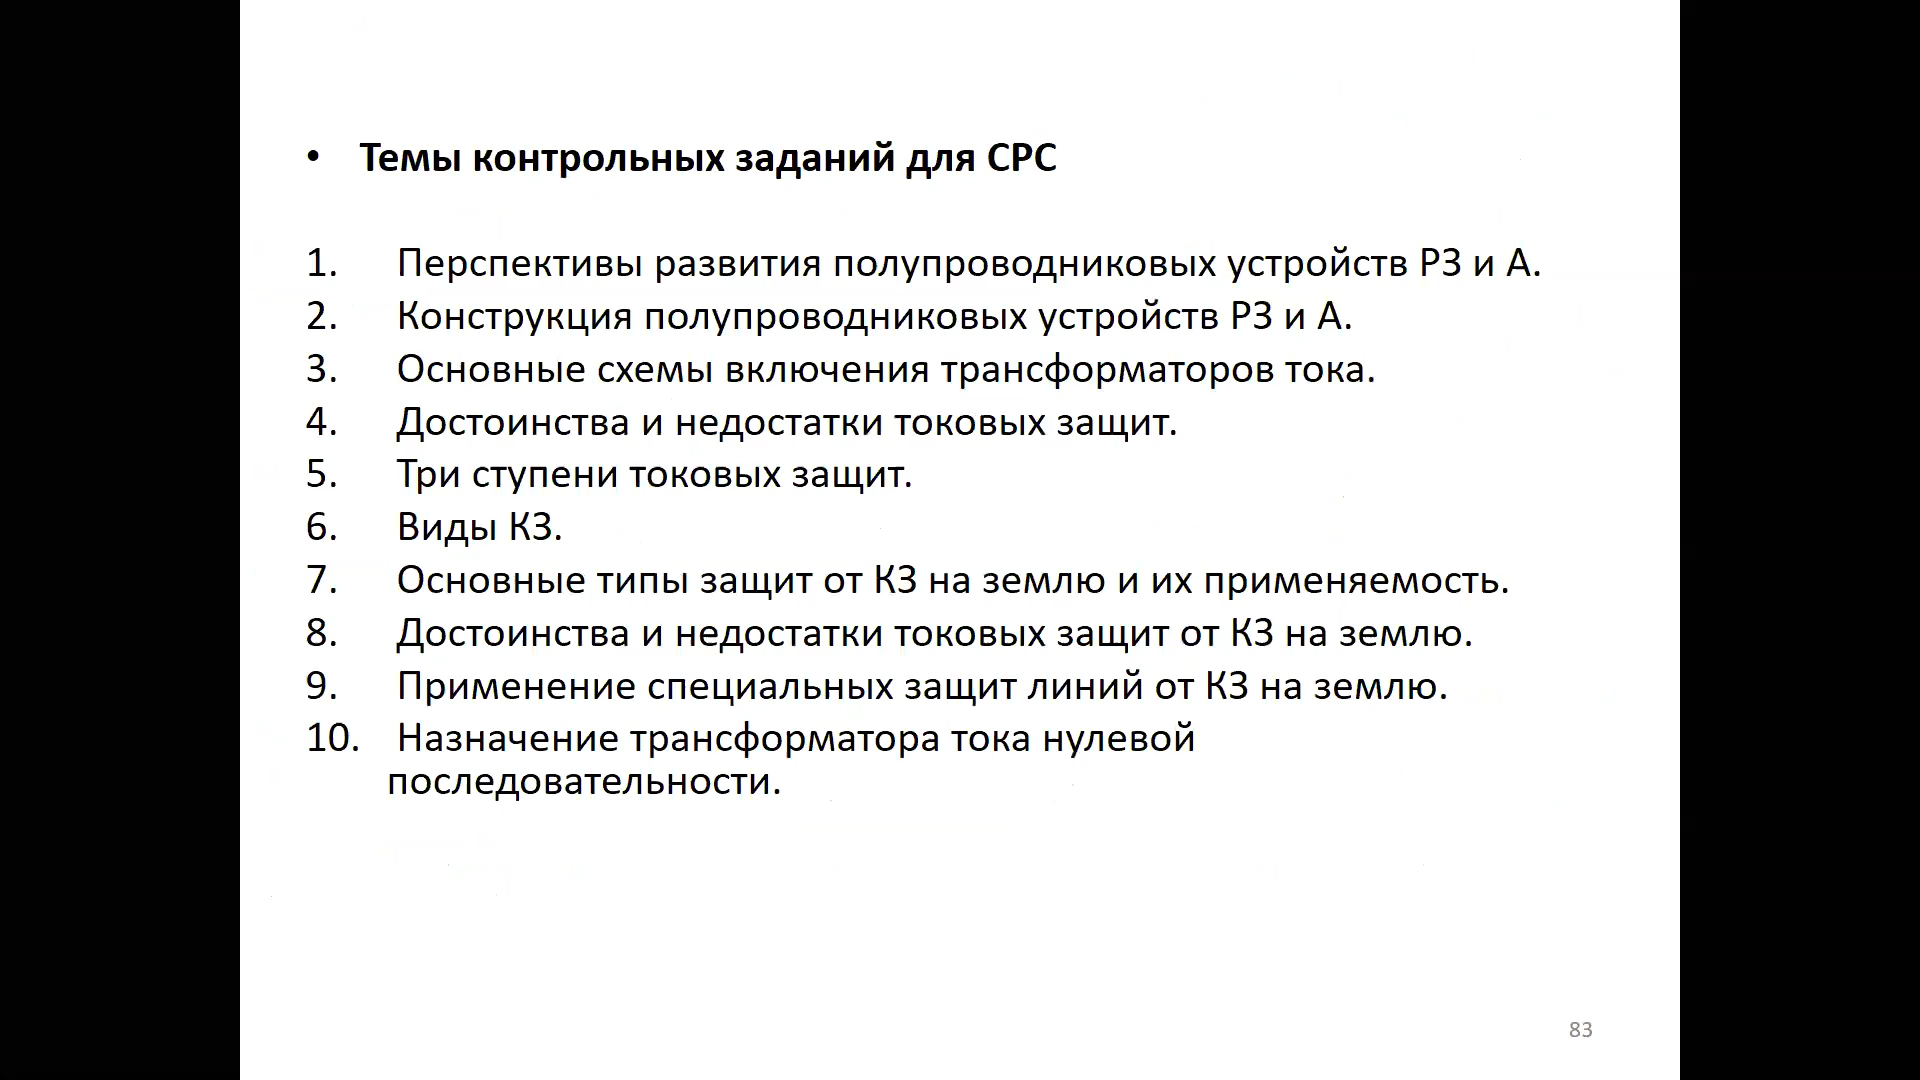 • Темы контрольных заданий для СРС
1. Перспективы развития полупроводниковых устройств РЗ и А.
2. Конструкция полупроводниковых устройств РЗ и А.
3. Основные схемы включения трансформаторов тока.
4. Достоинства и недостатки токовых защит.
5. Три ступени токовых защит.
6. Виды КЗ.
7. Основные типы защит от КЗ на землю и их применяемость.
8. Достоинства и недостатки токовых защит от КЗ на землю.
9. Применение специальных защит линий от КЗ на землю.
10. Назначение трансформатора тока нулевой
последовательности.
83